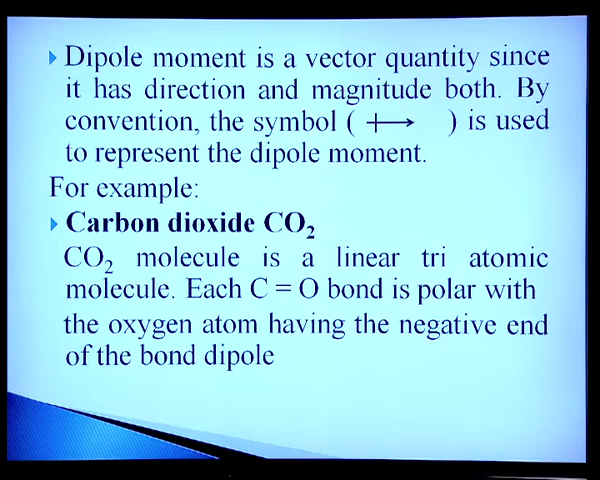 Dipole moment is a vector quantity since
it has direction and magnitude both. By
convention, the symbol ( ⟼ ) is used
to represent the dipole moment.
For example:
Carbon dioxide CO₂
CO₂ molecule is a linear tri atomic
molecule. Each C = O bond is polar with
the oxygen atom having the negative end
of the bond dipole